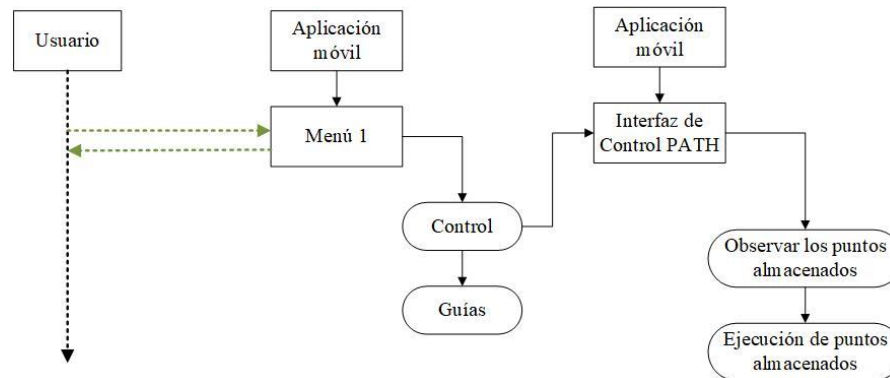 Usuario
Aplicación
móvil
Aplicación
móvil
Menú 1
Interfaz de
Control PATH
Control
Guías
Observar los puntos
almacenados
Ejecución de puntos
almacenados